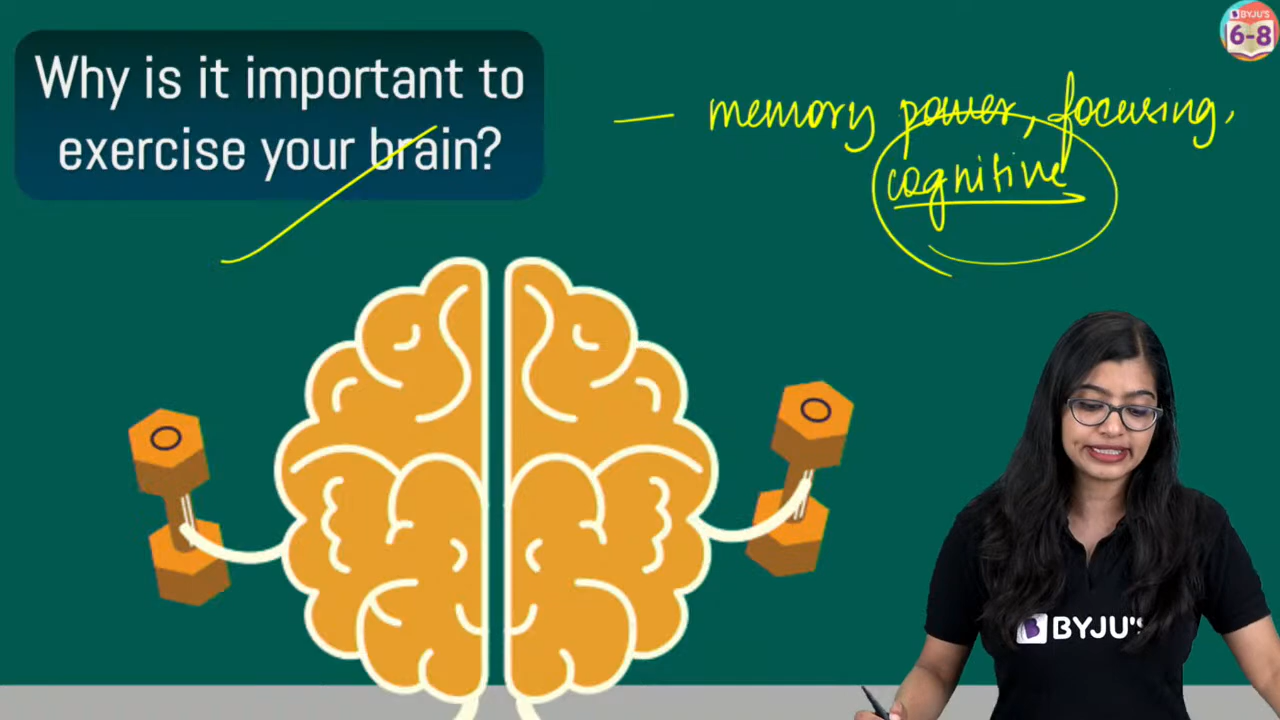 BYJU'S
6-8
Why is it important to
exercise your brain?
— memory power, focusing,
cognitive
BYJU'S